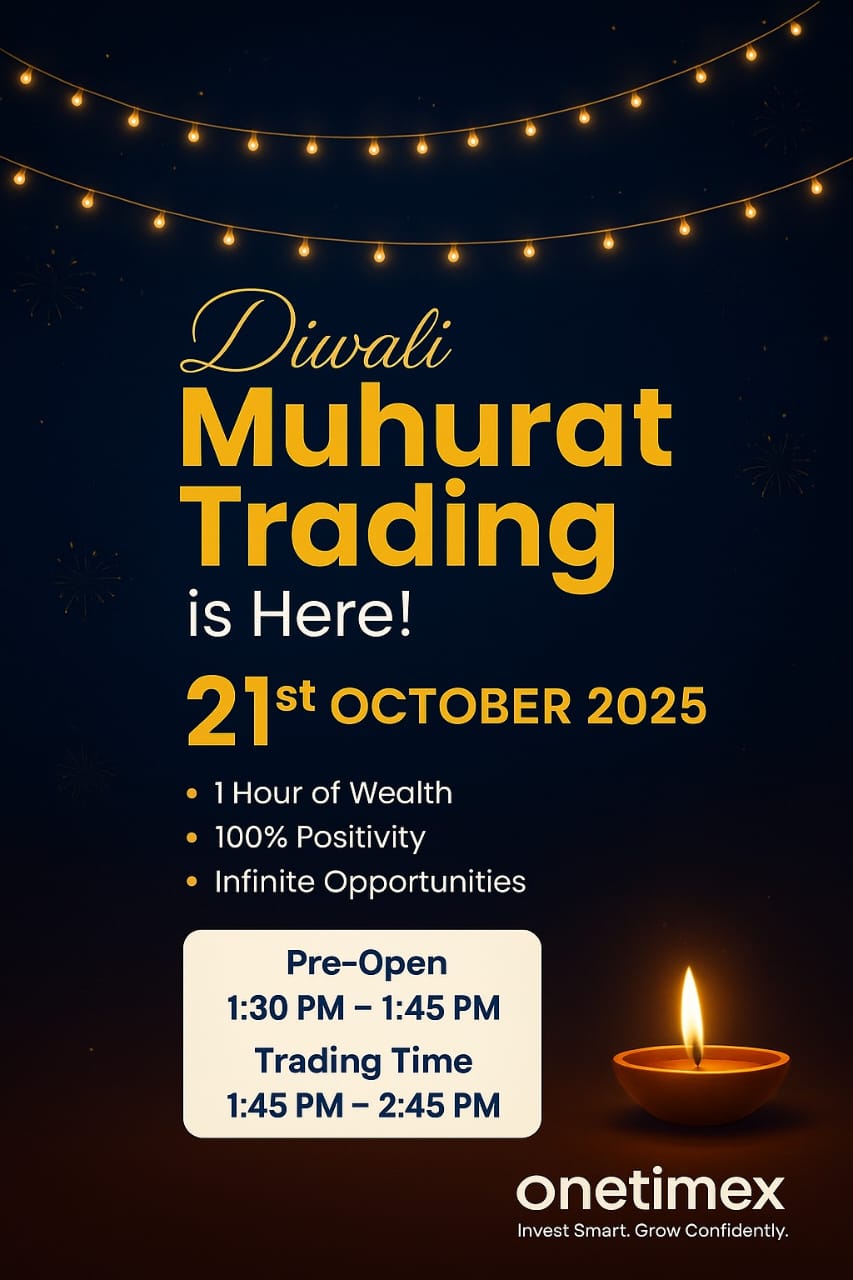 Diwali
Muhurat
Trading
is Here!
21st OCTOBER 2025
• 1 Hour of Wealth
• 100% Positivity
• Infinite Opportunities
Pre-Open
1:30 PM – 1:45 PM
Trading Time
1:45 PM – 2:45 PM
onetimex
Invest Smart. Grow Confidently.